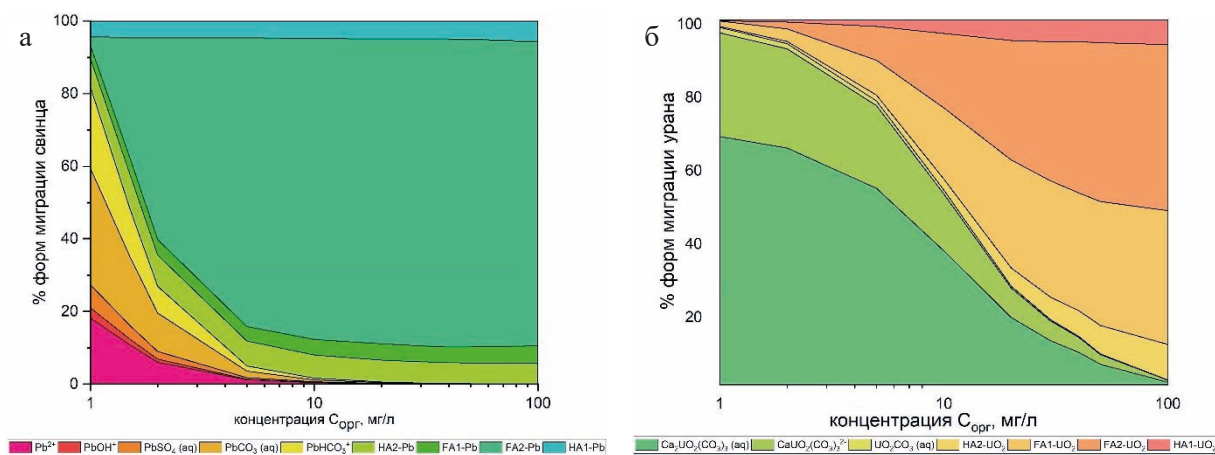 а
% форм миграции свинца
100
80
60
40
20
0
1
10
100
концентрация Cорг, мг/л
Pb²⁺ PbOH⁺ PbSO₄ (aq) PbCO₃ (aq) PbHCO₃⁺ HA2-Pb FA1-Pb FA2-Pb HA1-Pb
б
% форм миграции урана
100
80
60
40
20
1
10
100
концентрация Cорг, мг/л
Ca₂UO₂(CO₃)₃ (aq) CaUO₂(CO₃)₃²⁻ UO₂CO₃ (aq) HA2-UO₂ FA1-UO₂ FA2-UO₂ HA1-UO₂